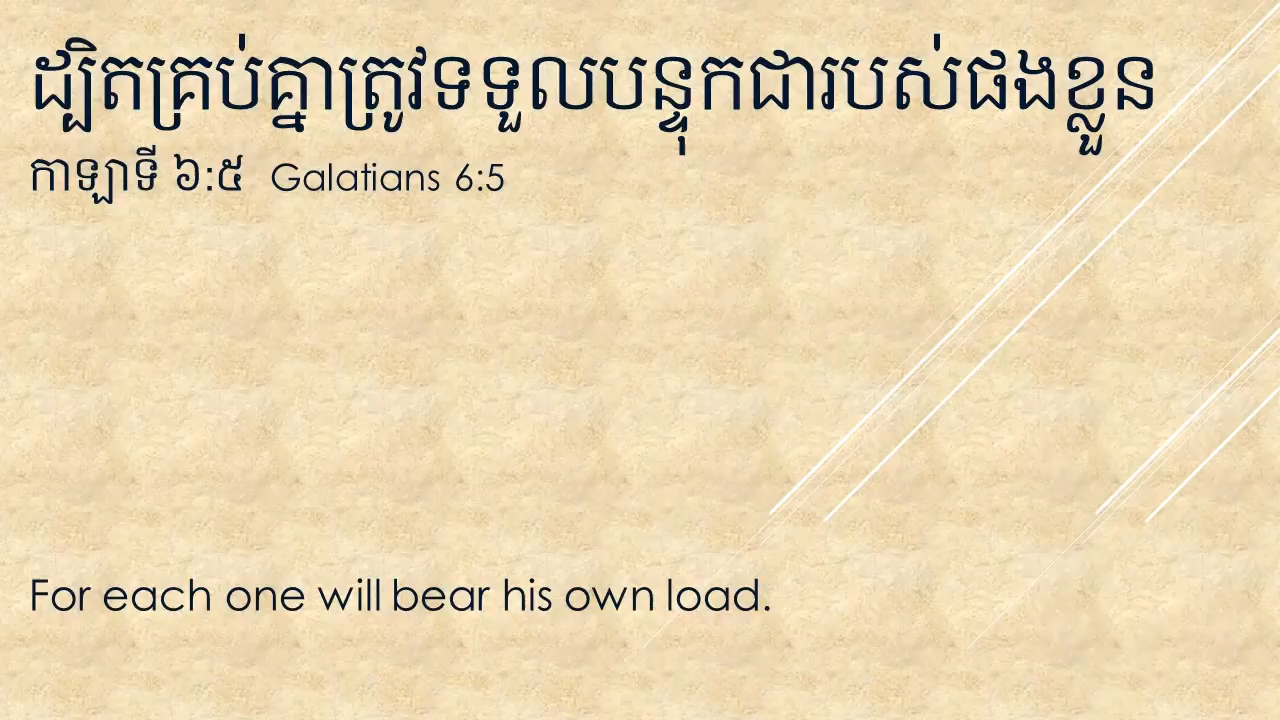 ដ្បិតគ្រប់គ្នាត្រូវទទួលបន្ទុកជារបស់ផងខ្លួន
កាឡាទី ៦:៥ Galatians 6:5
For each one will bear his own load.